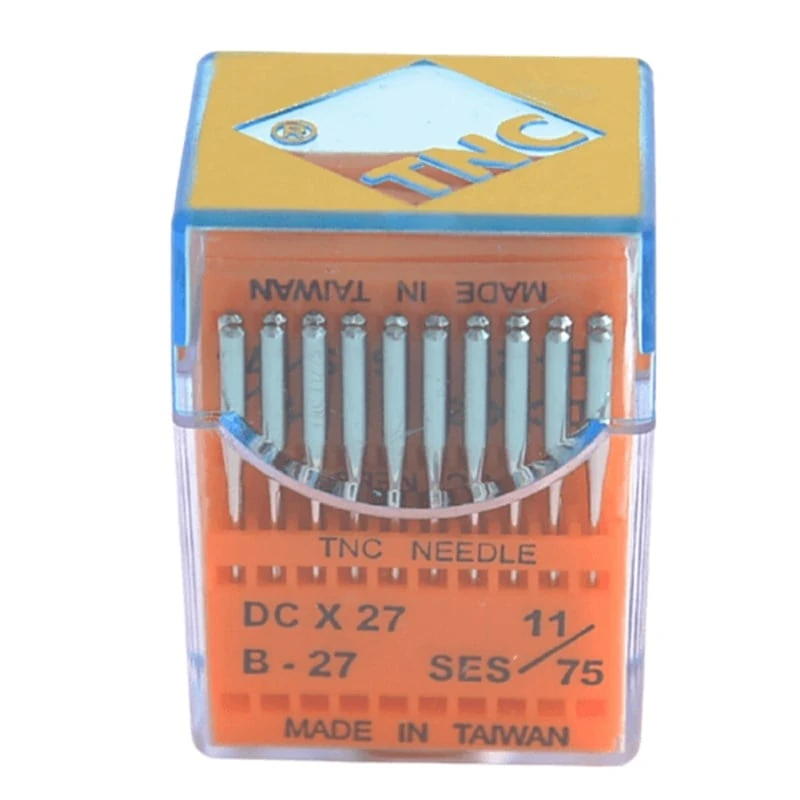 ® TNC
MADE IN TAIWAN
TNC NEEDLE
DC X 27 11/75
B - 27 SES
MADE IN TAIWAN